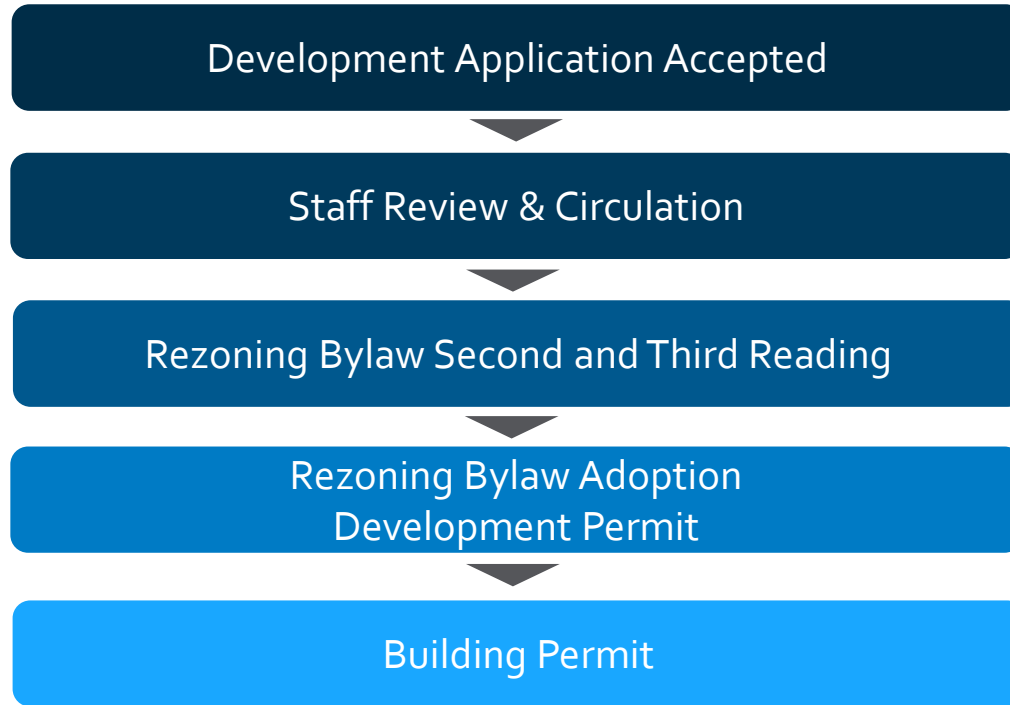 Development Application Accepted
Staff Review & Circulation
Rezoning Bylaw Second and Third Reading
Rezoning Bylaw Adoption
Development Permit
Building Permit